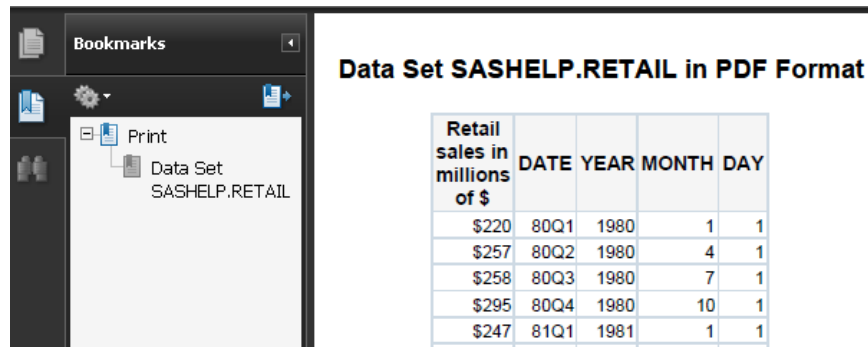 Bookmarks
Print
Data Set
SASHELP.RETAIL
Data Set SASHELP.RETAIL in PDF Format
Retail
sales in
millions
of $ DATE YEAR MONTH DAY
$220 80Q1 1980 1 1
$257 80Q2 1980 4 1
$258 80Q3 1980 7 1
$295 80Q4 1980 10 1
$247 81Q1 1981 1 1